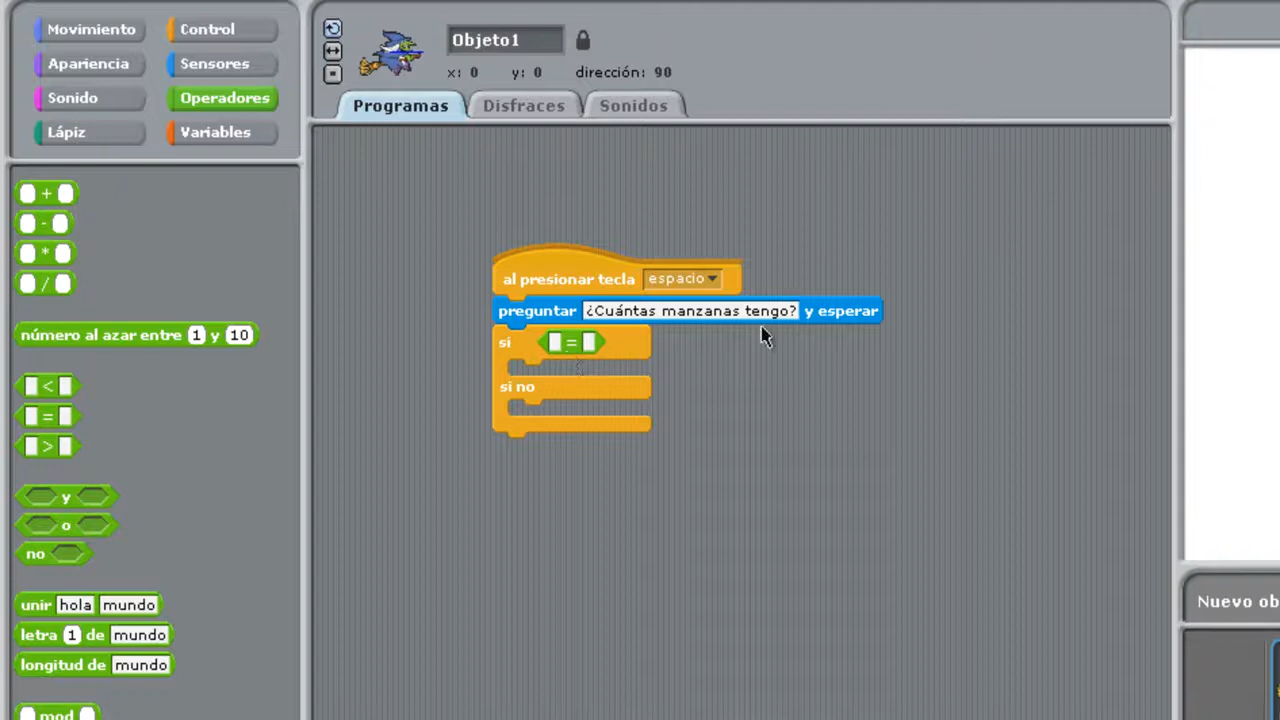 Movimiento Control
Apariencia Sensores
Sonido Operadores
Lápiz Variables
+
-
*
/
número al azar entre 1 y 10
<
=
>
y
o
no
unir hola mundo
letra 1 de mundo
longitud de mundo
mod
Objeto1
x: 0 y: 0 dirección: 90
Programas Disfraces Sonidos
al presionar tecla espacio
preguntar ¿Cuántas manzanas tengo? y esperar
si =
si no
Nuevo ob